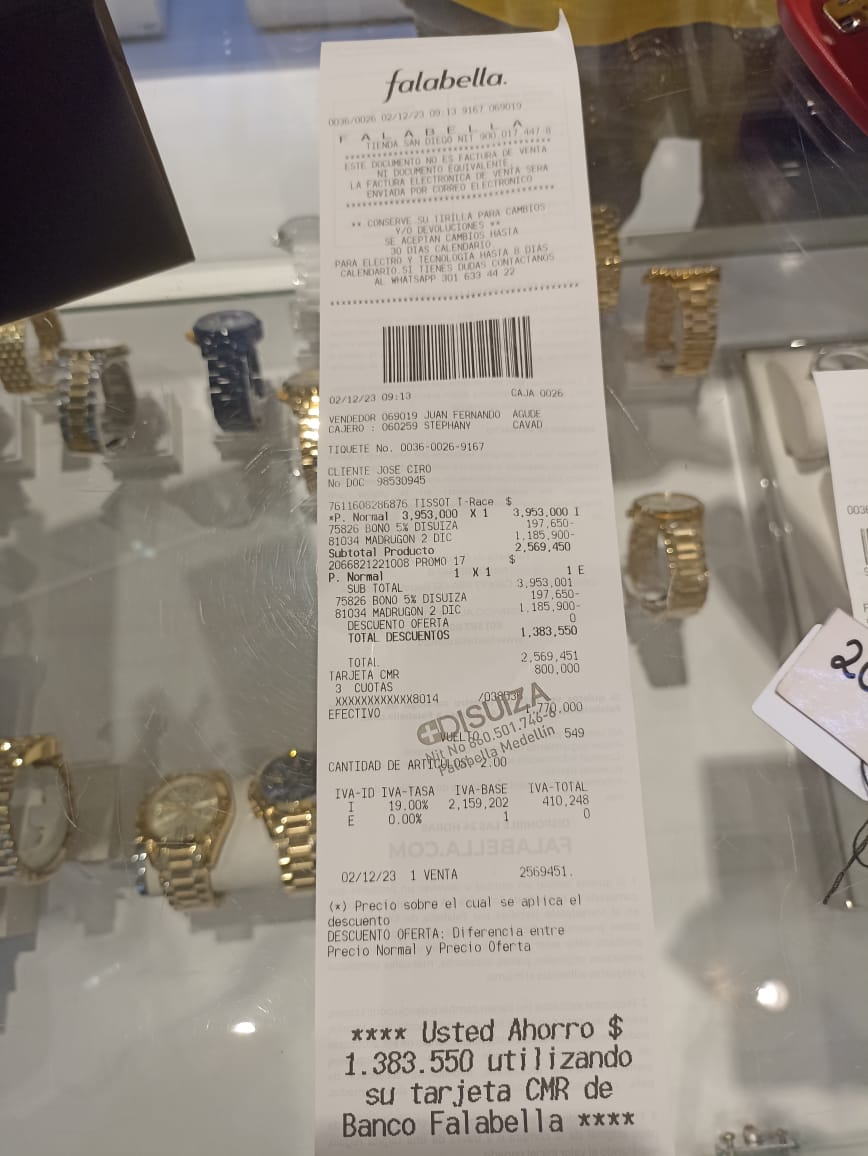 falabella.
0036/0026 02/12/23 09:13 9167 069019
F A L A B E L L A
TIENDA SAN DIEGO NIT 900.017.447-8
ESTE DOCUMENTO NO ES FACTURA DE VENTA
NI DOCUMENTO EQUIVALENTE.
LA FACTURA ELECTRONICA DE VENTA SERA
ENVIADA POR CORREO ELECTRONICO
** CONSERVE SU TIRILLA PARA CAMBIOS
Y/O DEVOLUCIONES **
SE ACEPTAN CAMBIOS HASTA
30 DIAS CALENDARIO
PARA ELECTRO Y TECNOLOGIA HASTA 8 DIAS
CALENDARIO.SI TIENES DUDAS CONTACTANOS
AL WHATSAPP 301 633 44 22
02/12/23 09:13 CAJA 0026
VENDEDOR 069019 JUAN FERNANDO AGUDE
CAJERO : 060259 STEPHANY CAVAD
TIQUETE No. 0036-0026-9167
CLIENTE JOSE CIRO
No DOC 98530945
7611608286876 TISSOT T-Race $
*P. Normal 3,953,000 X 1 3,953,000 I
75826 BONO 5% DISUIZA 197,650-
81034 MADRUGON 2 DIC 1,185,900-
Subtotal Producto 2,569,450
2066821221008 PROMO 17 $
P. Normal 1 X 1 1 E
SUB TOTAL 3,953,001
75826 BONO 5% DISUIZA 197,650-
81034 MADRUGON 2 DIC 1,185,900-
DESCUENTO OFERTA 0
TOTAL DESCUENTOS 1,383,550
TOTAL 2,569,451
TARJETA CMR 800,000
3 CUOTAS
XXXXXXXXXXXX8014
EFECTIVO 1,770,000
VUELTO 549
DISUIZA
Nit No 860.501.746-8
Falabella Medellín
CANTIDAD DE ARTICULOS 2.00
IVA-ID IVA-TASA IVA-BASE IVA-TOTAL
I 19.00% 2,159,202 410,248
E 0.00% 1 0
FALABELLA.COM
02/12/23 1 VENTA 2569451.
(*) Precio sobre el cual se aplica el
descuento
DESCUENTO OFERTA: Diferencia entre
Precio Normal y Precio Oferta
**** Usted Ahorro $
1.383.550 utilizando
su tarjeta CMR de
Banco Falabella ****